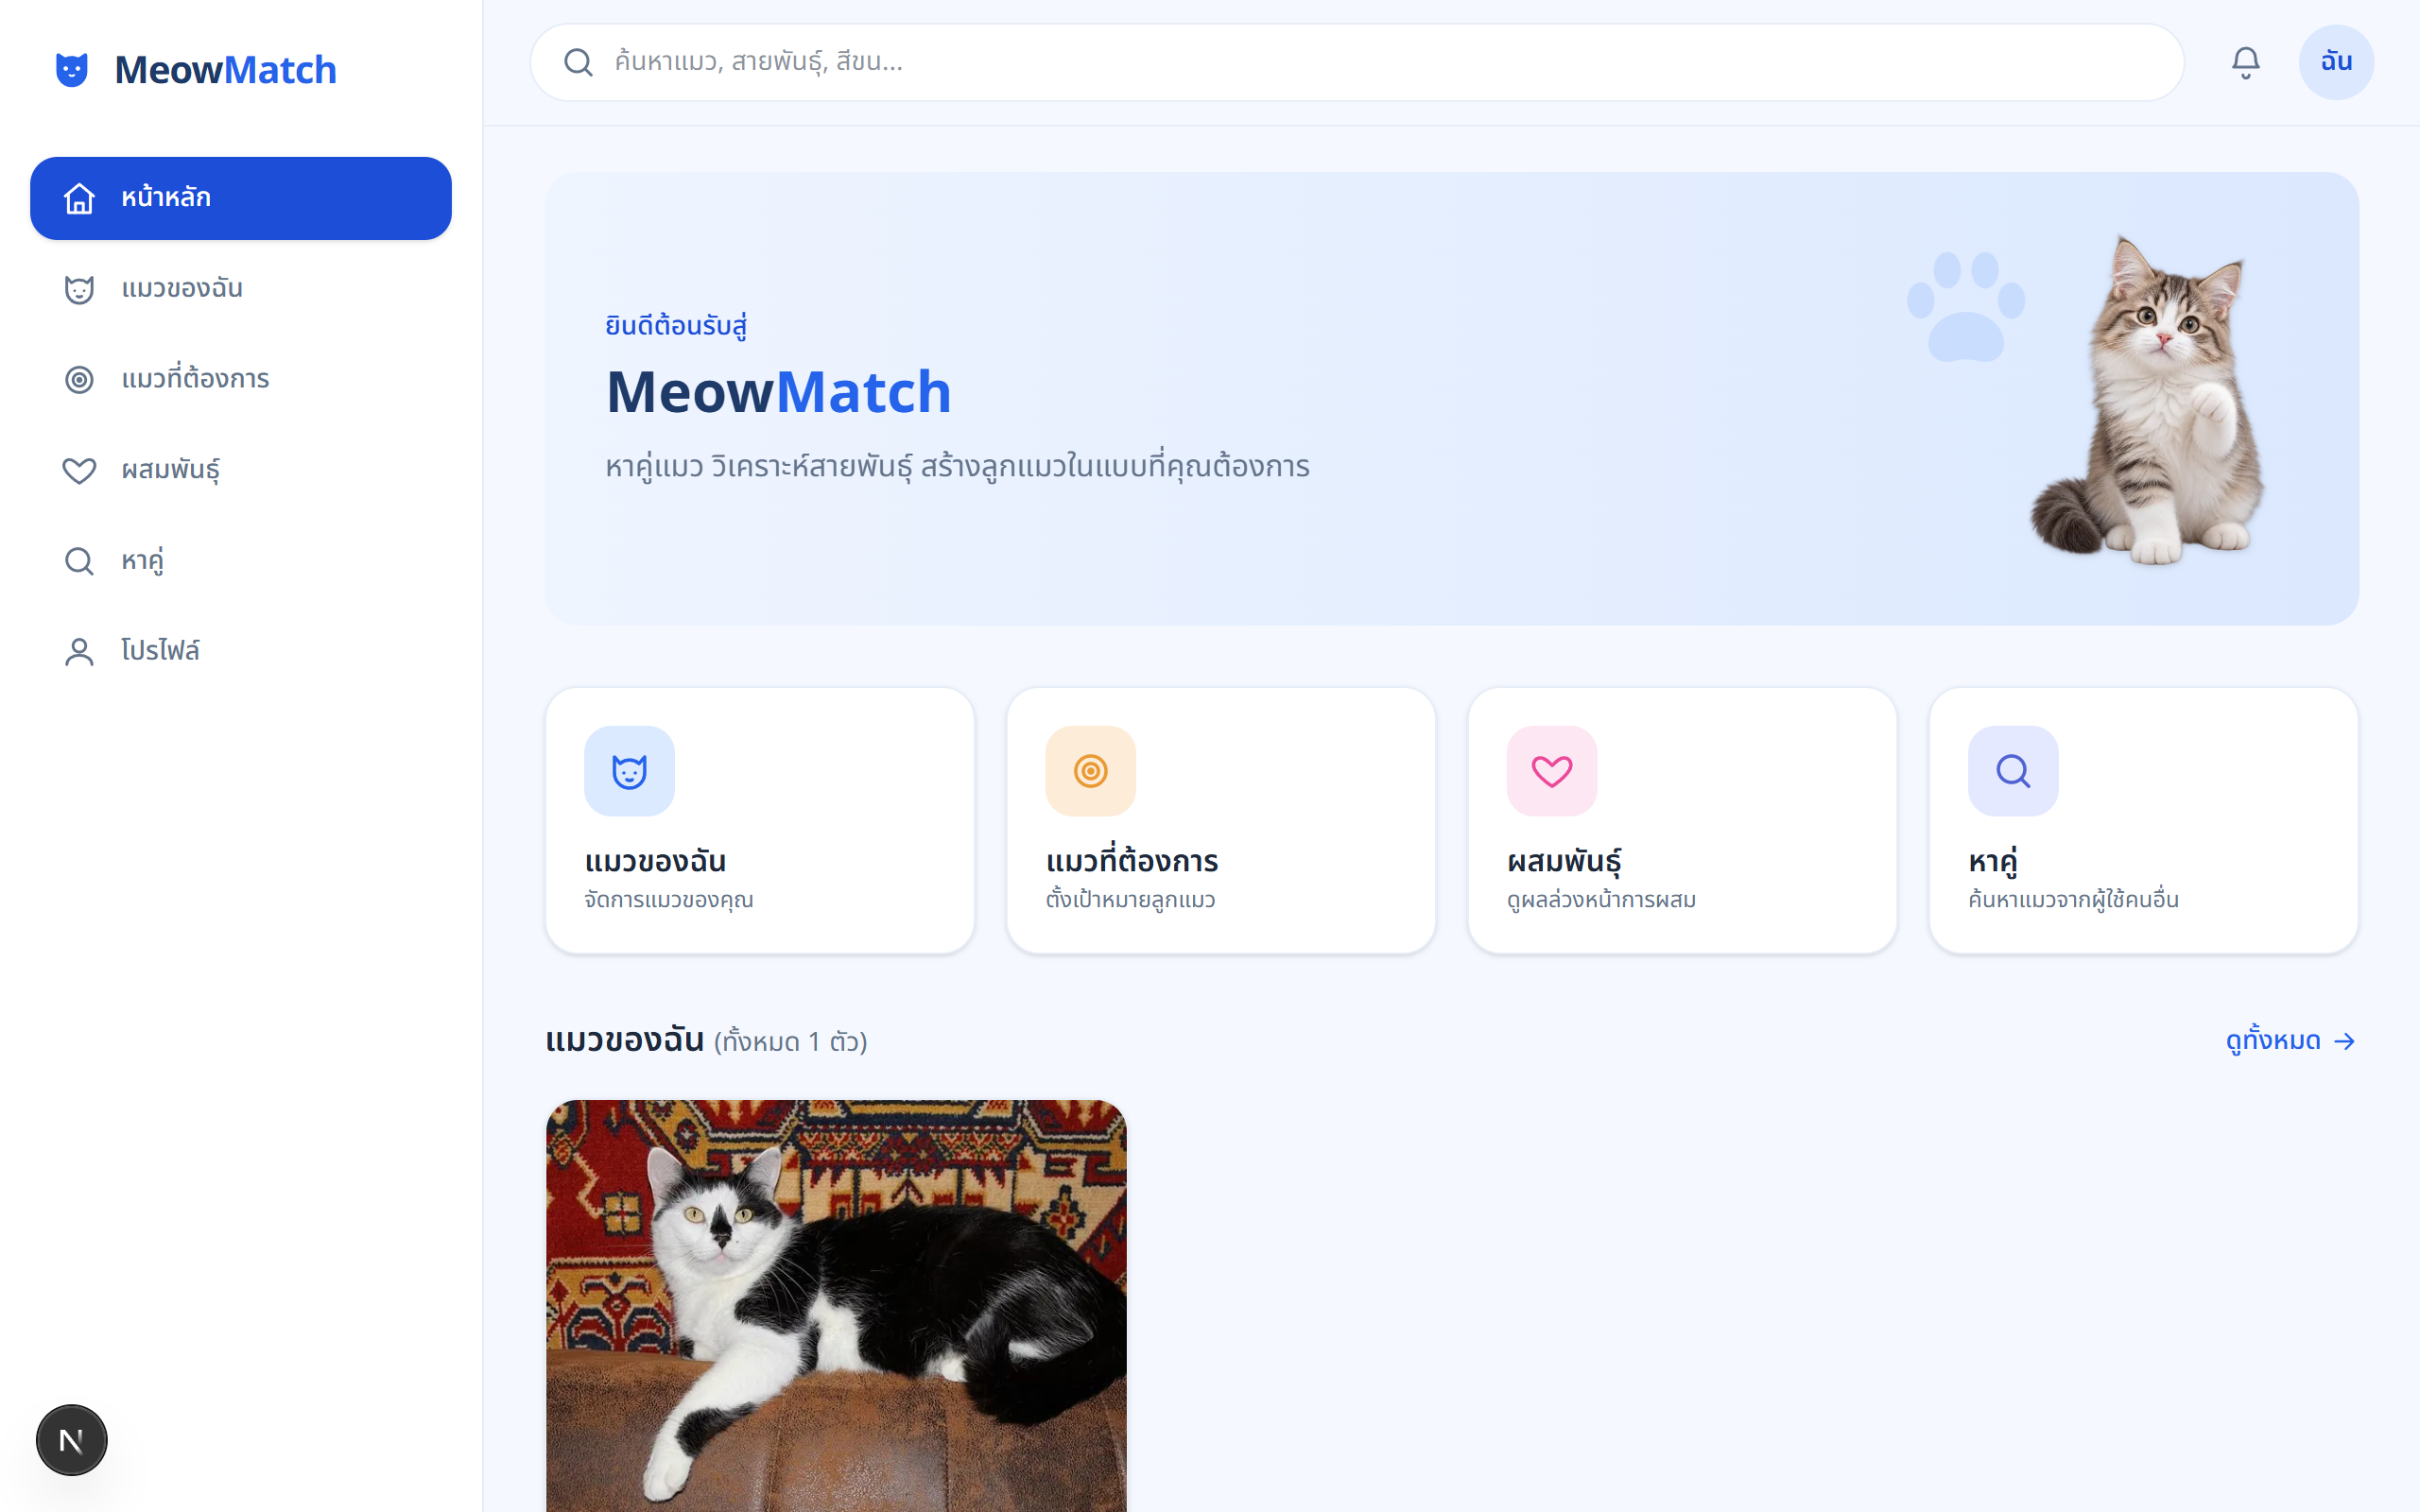 MeowMatch
หน้าหลัก
แมวของฉัน
แมวที่ต้องการ
ผสมพันธุ์
หาคู่
โปรไฟล์
N
ค้นหาแมว, สายพันธุ์, สีขน...
ฉัน
ยินดีต้อนรับสู่
MeowMatch
หาคู่แมว วิเคราะห์สายพันธุ์ สร้างลูกแมวในแบบที่คุณต้องการ
แมวของฉัน
จัดการแมวของคุณ
แมวที่ต้องการ
ตั้งเป้าหมายลูกแมว
ผสมพันธุ์
ดูผลล่วงหน้าการผสม
หาคู่
ค้นหาแมวจากผู้ใช้คนอื่น
แมวของฉัน (ทั้งหมด 1 ตัว)
ดูทั้งหมด →